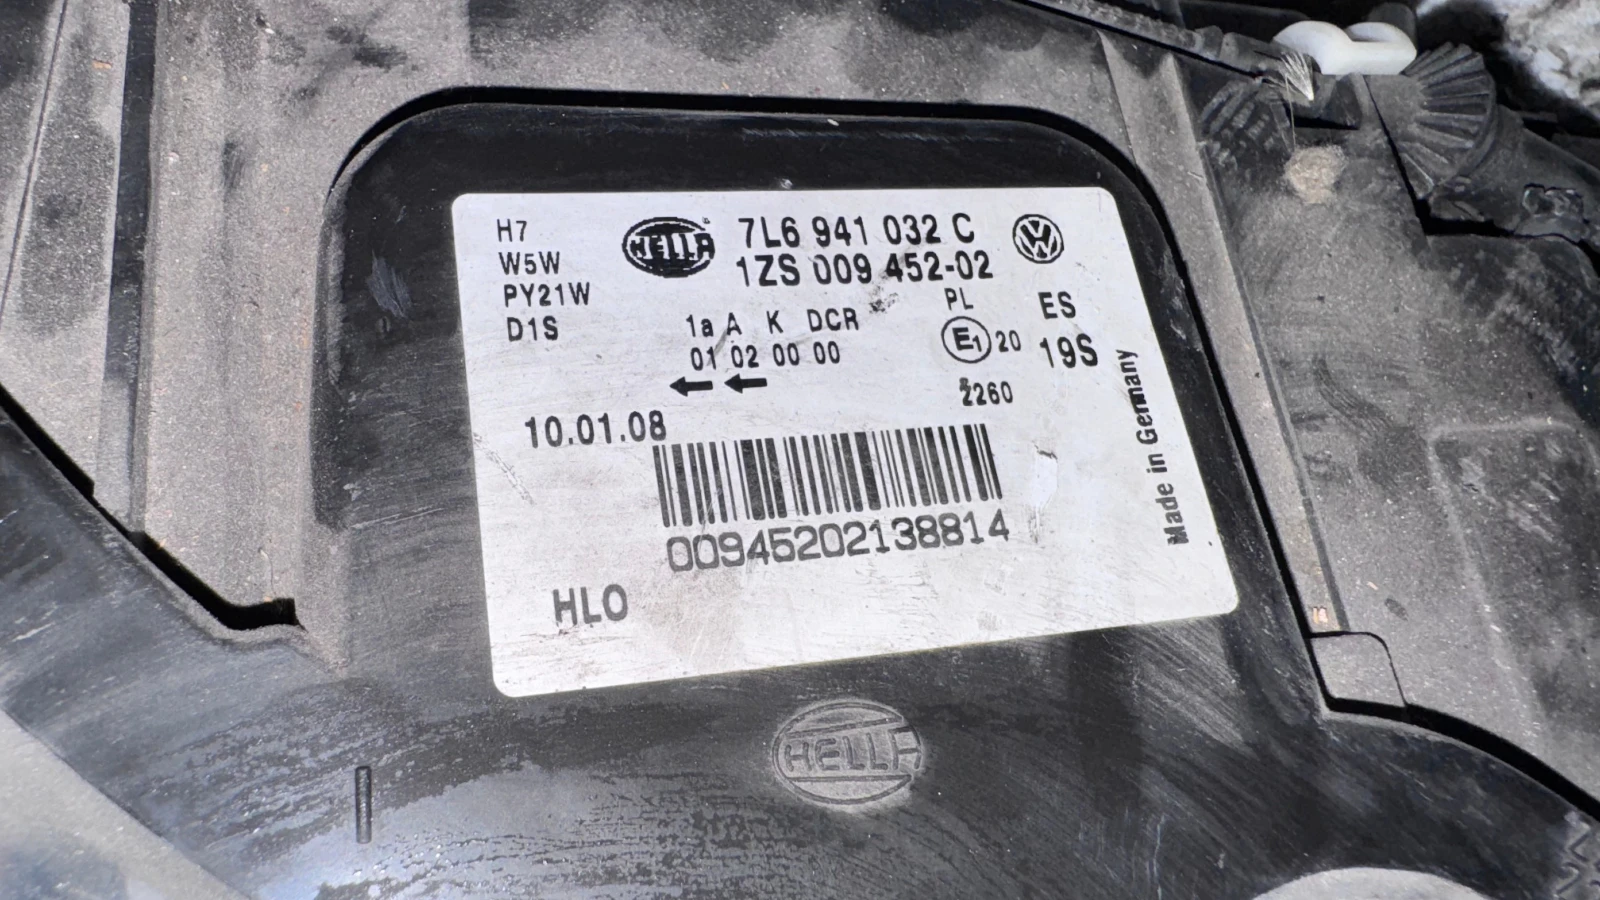 H7
W5W
PY21W
D1S
HELLA
7L6 941 032 C
1ZS 009 452-02
VW
1a A K DCR
01 02 00 00
PL
E1 20
2260
ES
19S
10.01.08
00945202138814
HLO
Made in Germany
HELLA